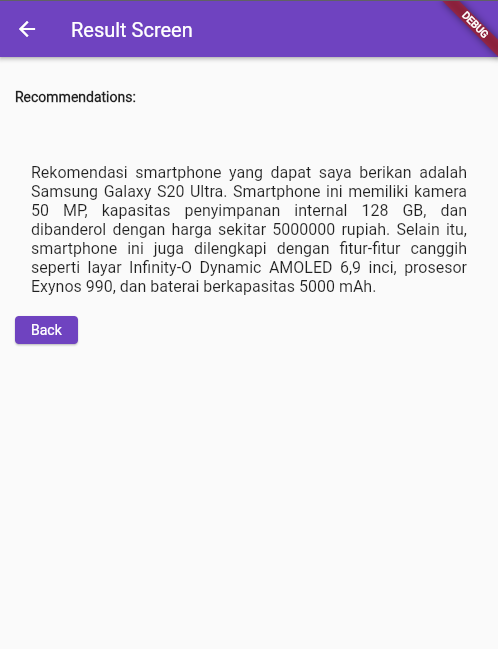 Result Screen
DEBUG
Recommendations:
Rekomendasi smartphone yang dapat saya berikan adalah
Samsung Galaxy S20 Ultra. Smartphone ini memiliki kamera
50 MP, kapasitas penyimpanan internal 128 GB, dan
dibanderol dengan harga sekitar 5000000 rupiah. Selain itu,
smartphone ini juga dilengkapi dengan fitur-fitur canggih
seperti layar Infinity-O Dynamic AMOLED 6,9 inci, prosesor
Exynos 990, dan baterai berkapasitas 5000 mAh.
Back